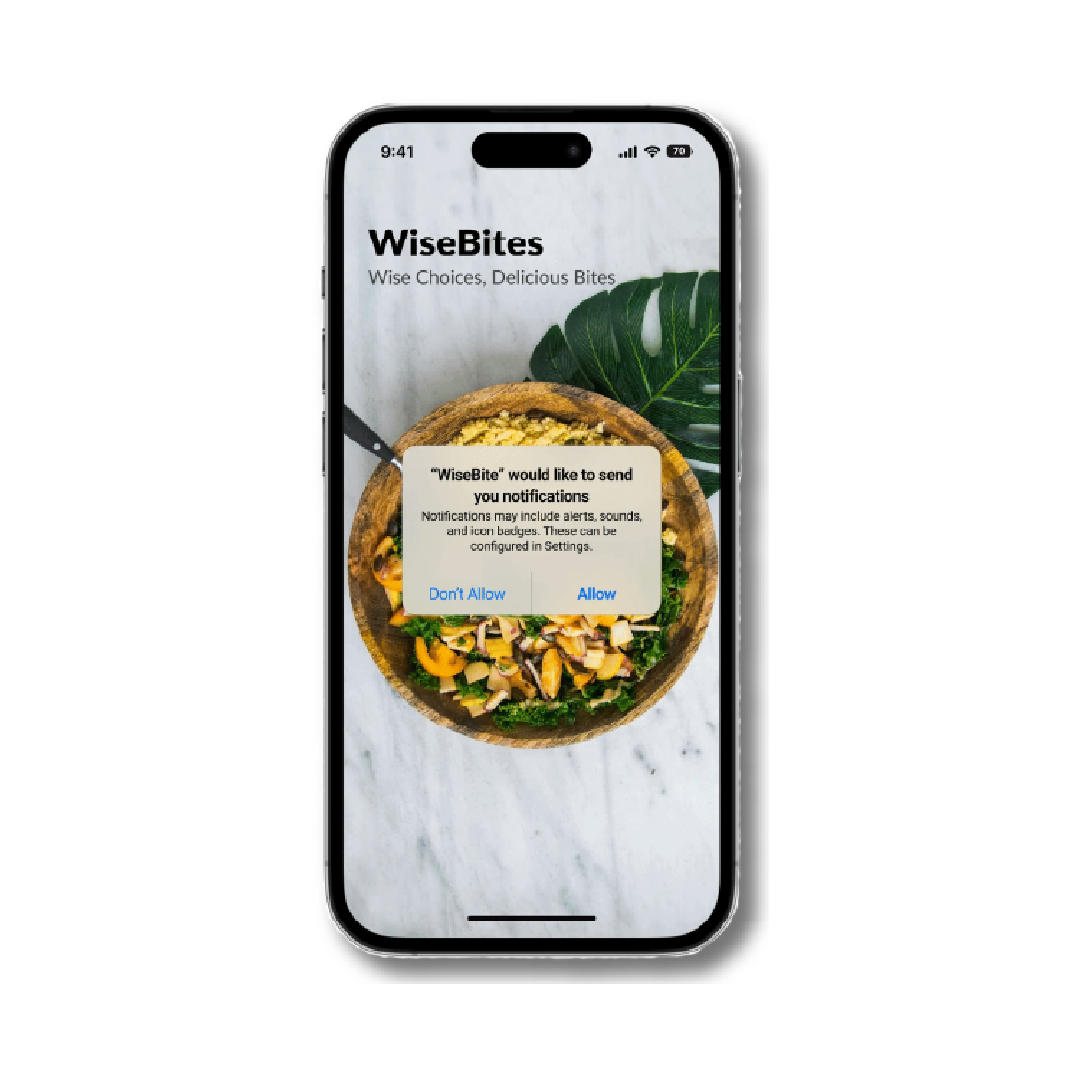 9:41
70
WiseBites
Wise Choices, Delicious Bites
“WiseBite” would like to send
you notifications
Notifications may include alerts, sounds,
and icon badges. These can be
configured in Settings.
Don’t Allow
Allow